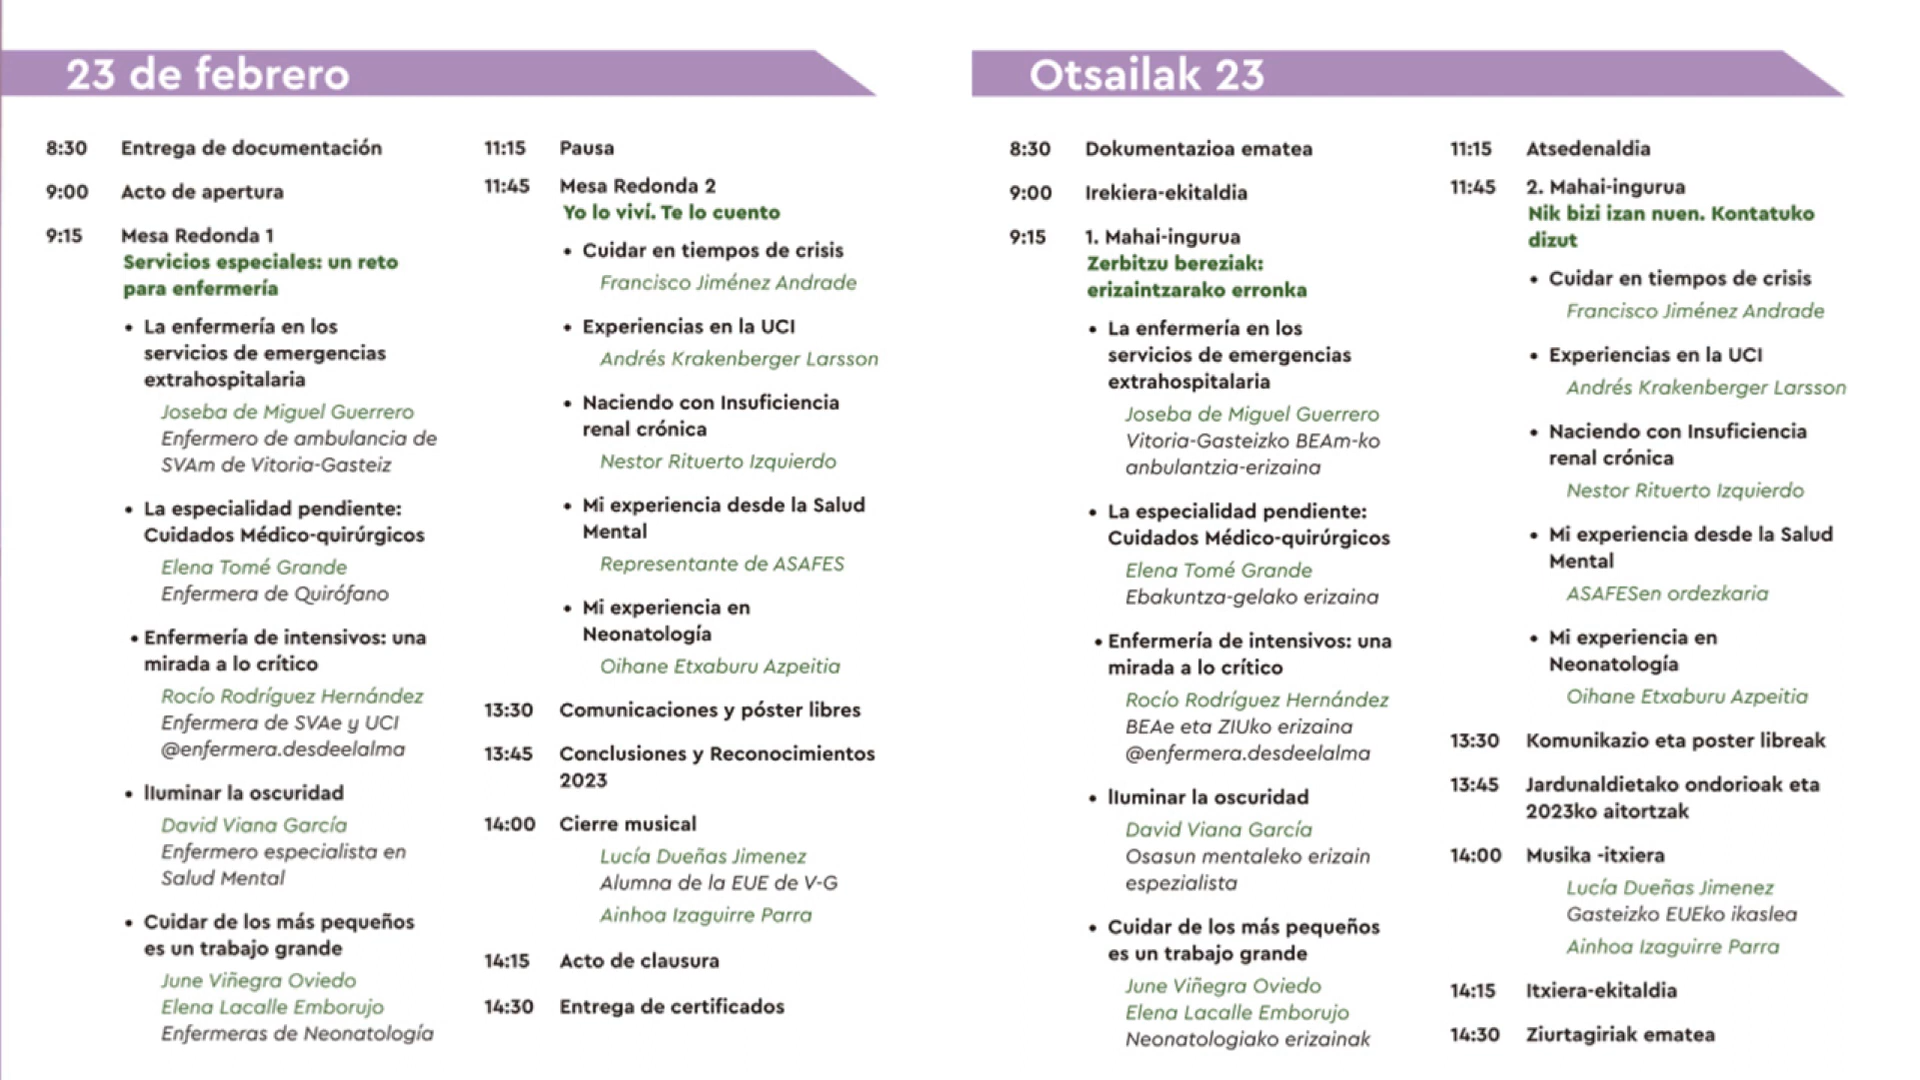 23 de febrero
8:30 Entrega de documentación
9:00 Acto de apertura
9:15 Mesa Redonda 1
Servicios especiales: un reto
para enfermería
• La enfermería en los
servicios de emergencias
extrahospitalaria
Joseba de Miguel Guerrero
Enfermero de ambulancia de
SVAm de Vitoria-Gasteiz
• La especialidad pendiente:
Cuidados Médico-quirúrgicos
Elena Tomé Grande
Enfermera de Quirófano
• Enfermería de intensivos: una
mirada a lo crítico
Rocío Rodríguez Hernández
Enfermera de SVAe y UCI
@enfermera.desdeelalma
• Iluminar la oscuridad
David Viana García
Enfermero especialista en
Salud Mental
• Cuidar de los más pequeños
es un trabajo grande
June Viñegra Oviedo
Elena Lacalle Emborujo
Enfermeras de Neonatología
11:15 Pausa
11:45 Mesa Redonda 2
Yo lo viví. Te lo cuento
• Cuidar en tiempos de crisis
Francisco Jiménez Andrade
• Experiencias en la UCI
Andrés Krakenberger Larsson
• Naciendo con Insuficiencia
renal crónica
Nestor Rituerto Izquierdo
• Mi experiencia desde la Salud
Mental
Representante de ASAFES
• Mi experiencia en
Neonatología
Oihane Etxaburu Azpeitia
13:30 Comunicaciones y póster libres
13:45 Conclusiones y Reconocimientos
2023
14:00 Cierre musical
Lucía Dueñas Jimenez
Alumna de la EUE de V-G
Ainhoa Izaguirre Parra
14:15 Acto de clausura
14:30 Entrega de certificados
Otsailak 23
8:30 Dokumentazioa ematea
9:00 Irekiera-ekitaldia
9:15 1. Mahai-ingurua
Zerbitzu bereziak:
erizaintzarako erronka
• La enfermería en los
servicios de emergencias
extrahospitalaria
Joseba de Miguel Guerrero
Vitoria-Gasteizko BEAm-ko
anbulantzia-erizaina
• La especialidad pendiente:
Cuidados Médico-quirúrgicos
Elena Tomé Grande
Ebakuntza-gelako erizaina
• Enfermería de intensivos: una
mirada a lo crítico
Rocío Rodríguez Hernández
BEAe eta ZIUko erizaina
@enfermera.desdeelalma
• Iluminar la oscuridad
David Viana García
Osasun mentaleko erizain
espezialista
• Cuidar de los más pequeños
es un trabajo grande
June Viñegra Oviedo
Elena Lacalle Emborujo
Neonatologiako erizainak
11:15 Atsedenaldia
11:45 2. Mahai-ingurua
Nik bizi izan nuen. Kontatuko
dizut
• Cuidar en tiempos de crisis
Francisco Jiménez Andrade
• Experiencias en la UCI
Andrés Krakenberger Larsson
• Naciendo con Insuficiencia
renal crónica
Nestor Rituerto Izquierdo
• Mi experiencia desde la Salud
Mental
ASAFESen ordezkaria
• Mi experiencia en
Neonatología
Oihane Etxaburu Azpeitia
13:30 Komunikazio eta poster libreak
13:45 Jardunaldietako ondorioak eta
2023ko aitortzak
14:00 Musika -itxiera
Lucía Dueñas Jimenez
Gasteizko EUEko ikaslea
Ainhoa Izaguirre Parra
14:15 Itxiera-ekitaldia
14:30 Ziurtagiriak ematea